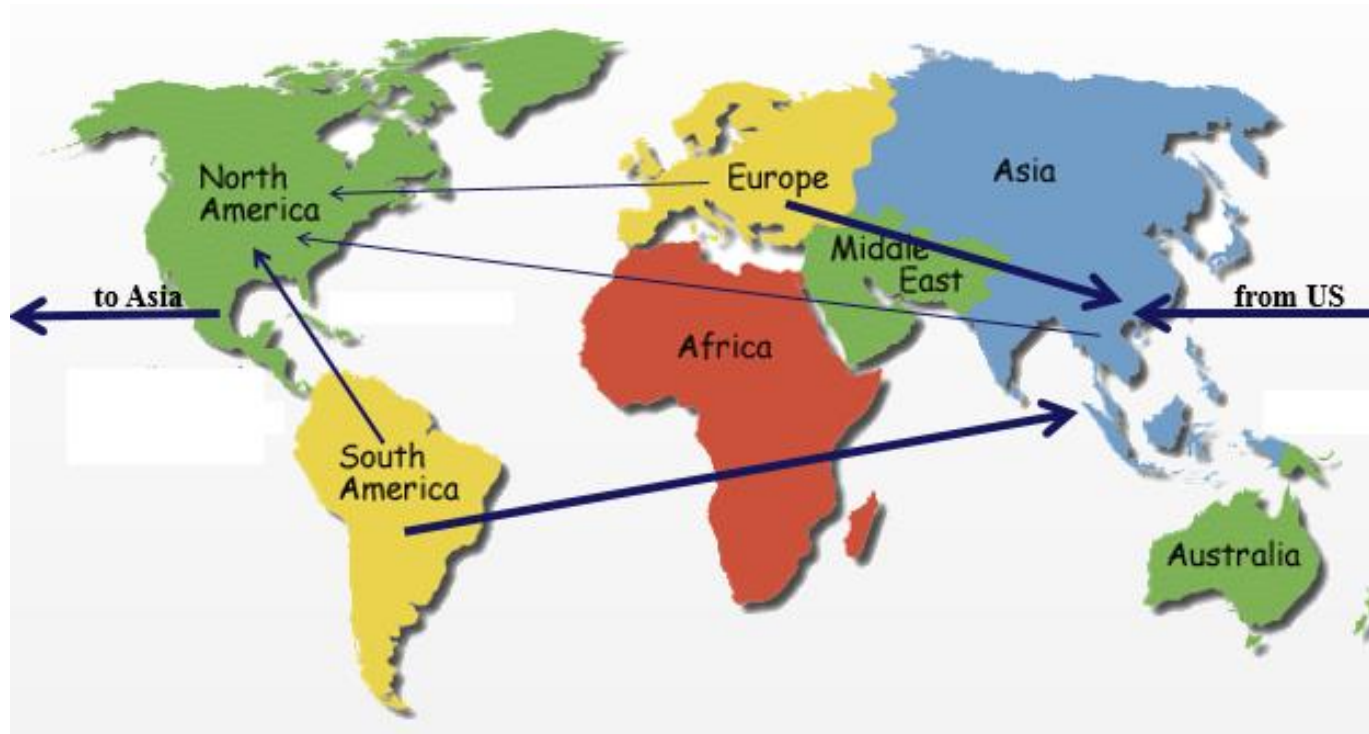 North
America
Europe
Asia
Middle
East
to Asia
from US
Africa
South
America
Australia